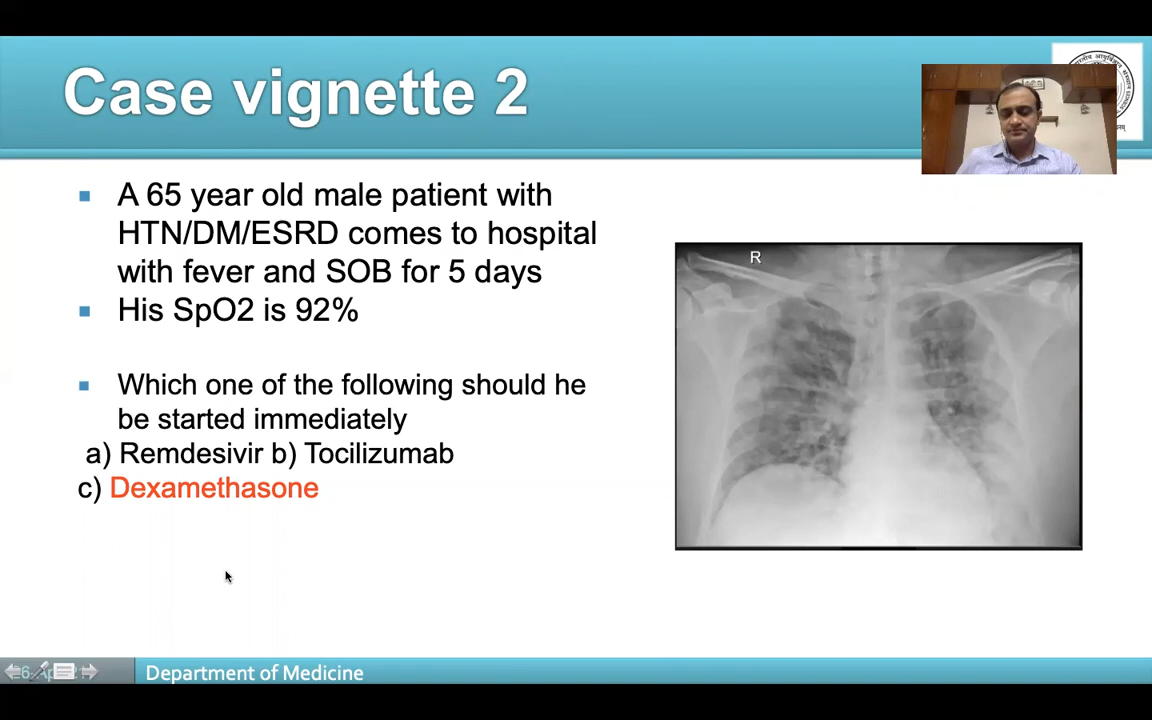 Case vignette 2
A 65 year old male patient with
HTN/DM/ESRD comes to hospital
with fever and SOB for 5 days
His SpO2 is 92%
R
Which one of the following should he
be started immediately
a) Remdesivir b) Tocilizumab
c) Dexamethasone
Department of Medicine